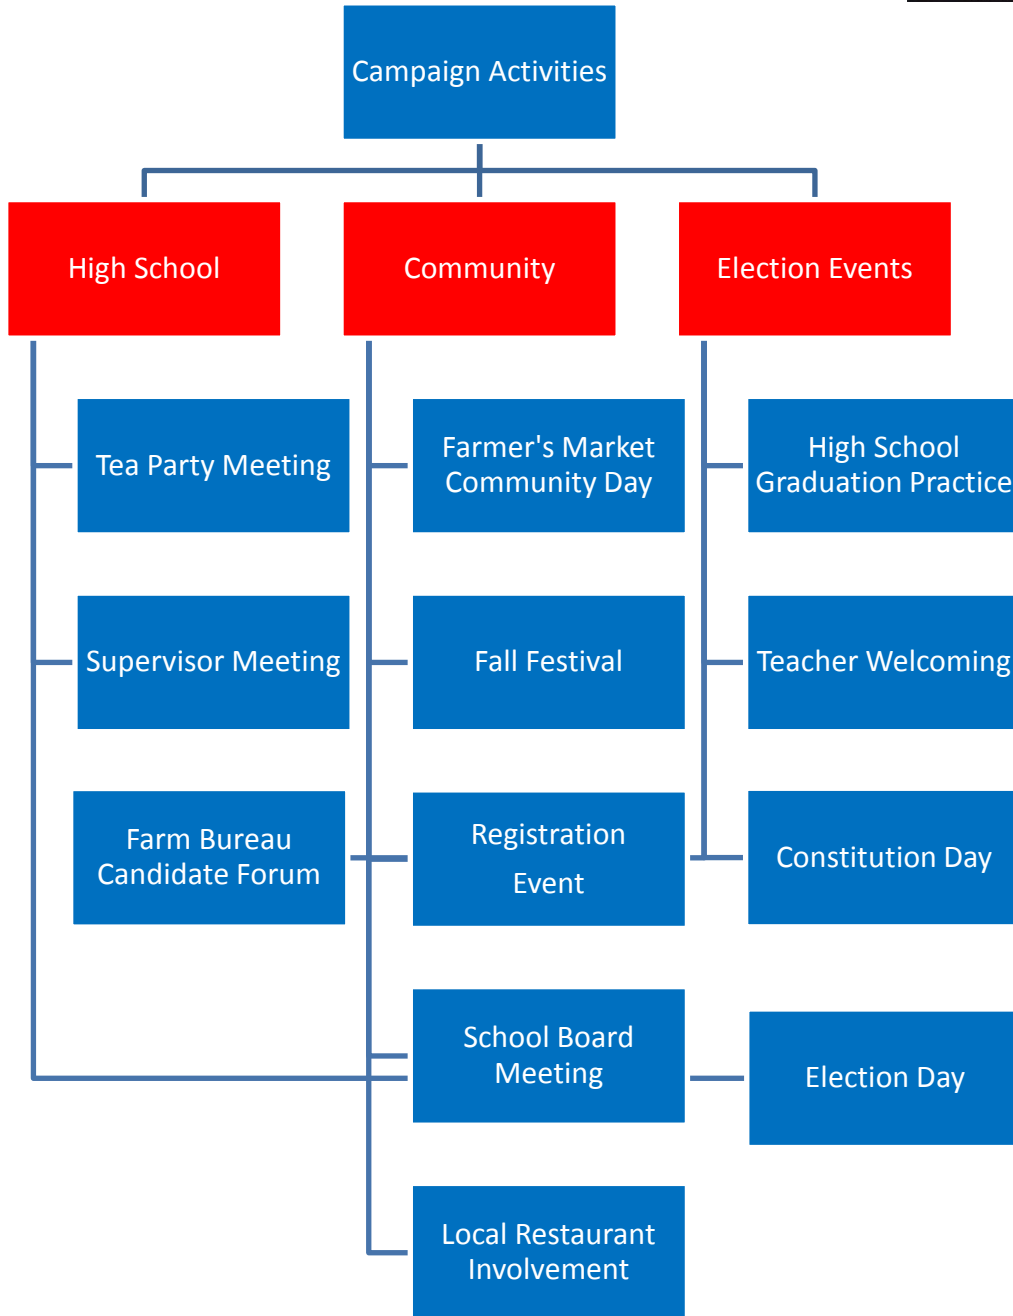 Campaign Activities
High School
Community
Election Events
Tea Party Meeting
Farmer's Market
Community Day
High School
Graduation Practice
Supervisor Meeting
Fall Festival
Teacher Welcoming
Farm Bureau
Candidate Forum
Registration
Event
Constitution Day
School Board
Meeting
Election Day
Local Restaurant
Involvement